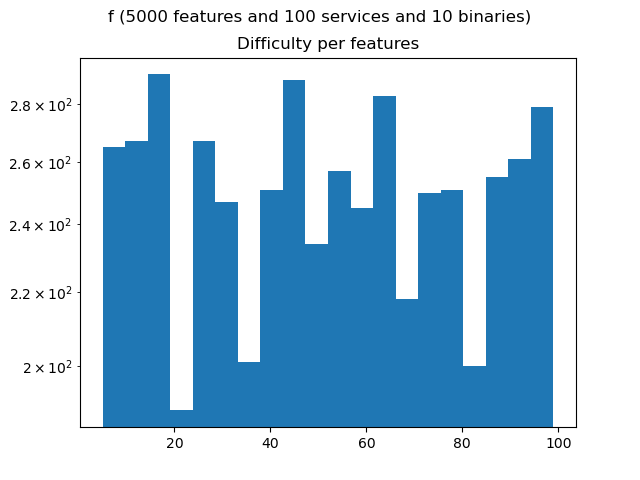 f (5000 features and 100 services and 10 binaries)
Difficulty per features
2.8 × 10²
2.6 × 10²
2.4 × 10²
2.2 × 10²
2 × 10²
20 40 60 80 100